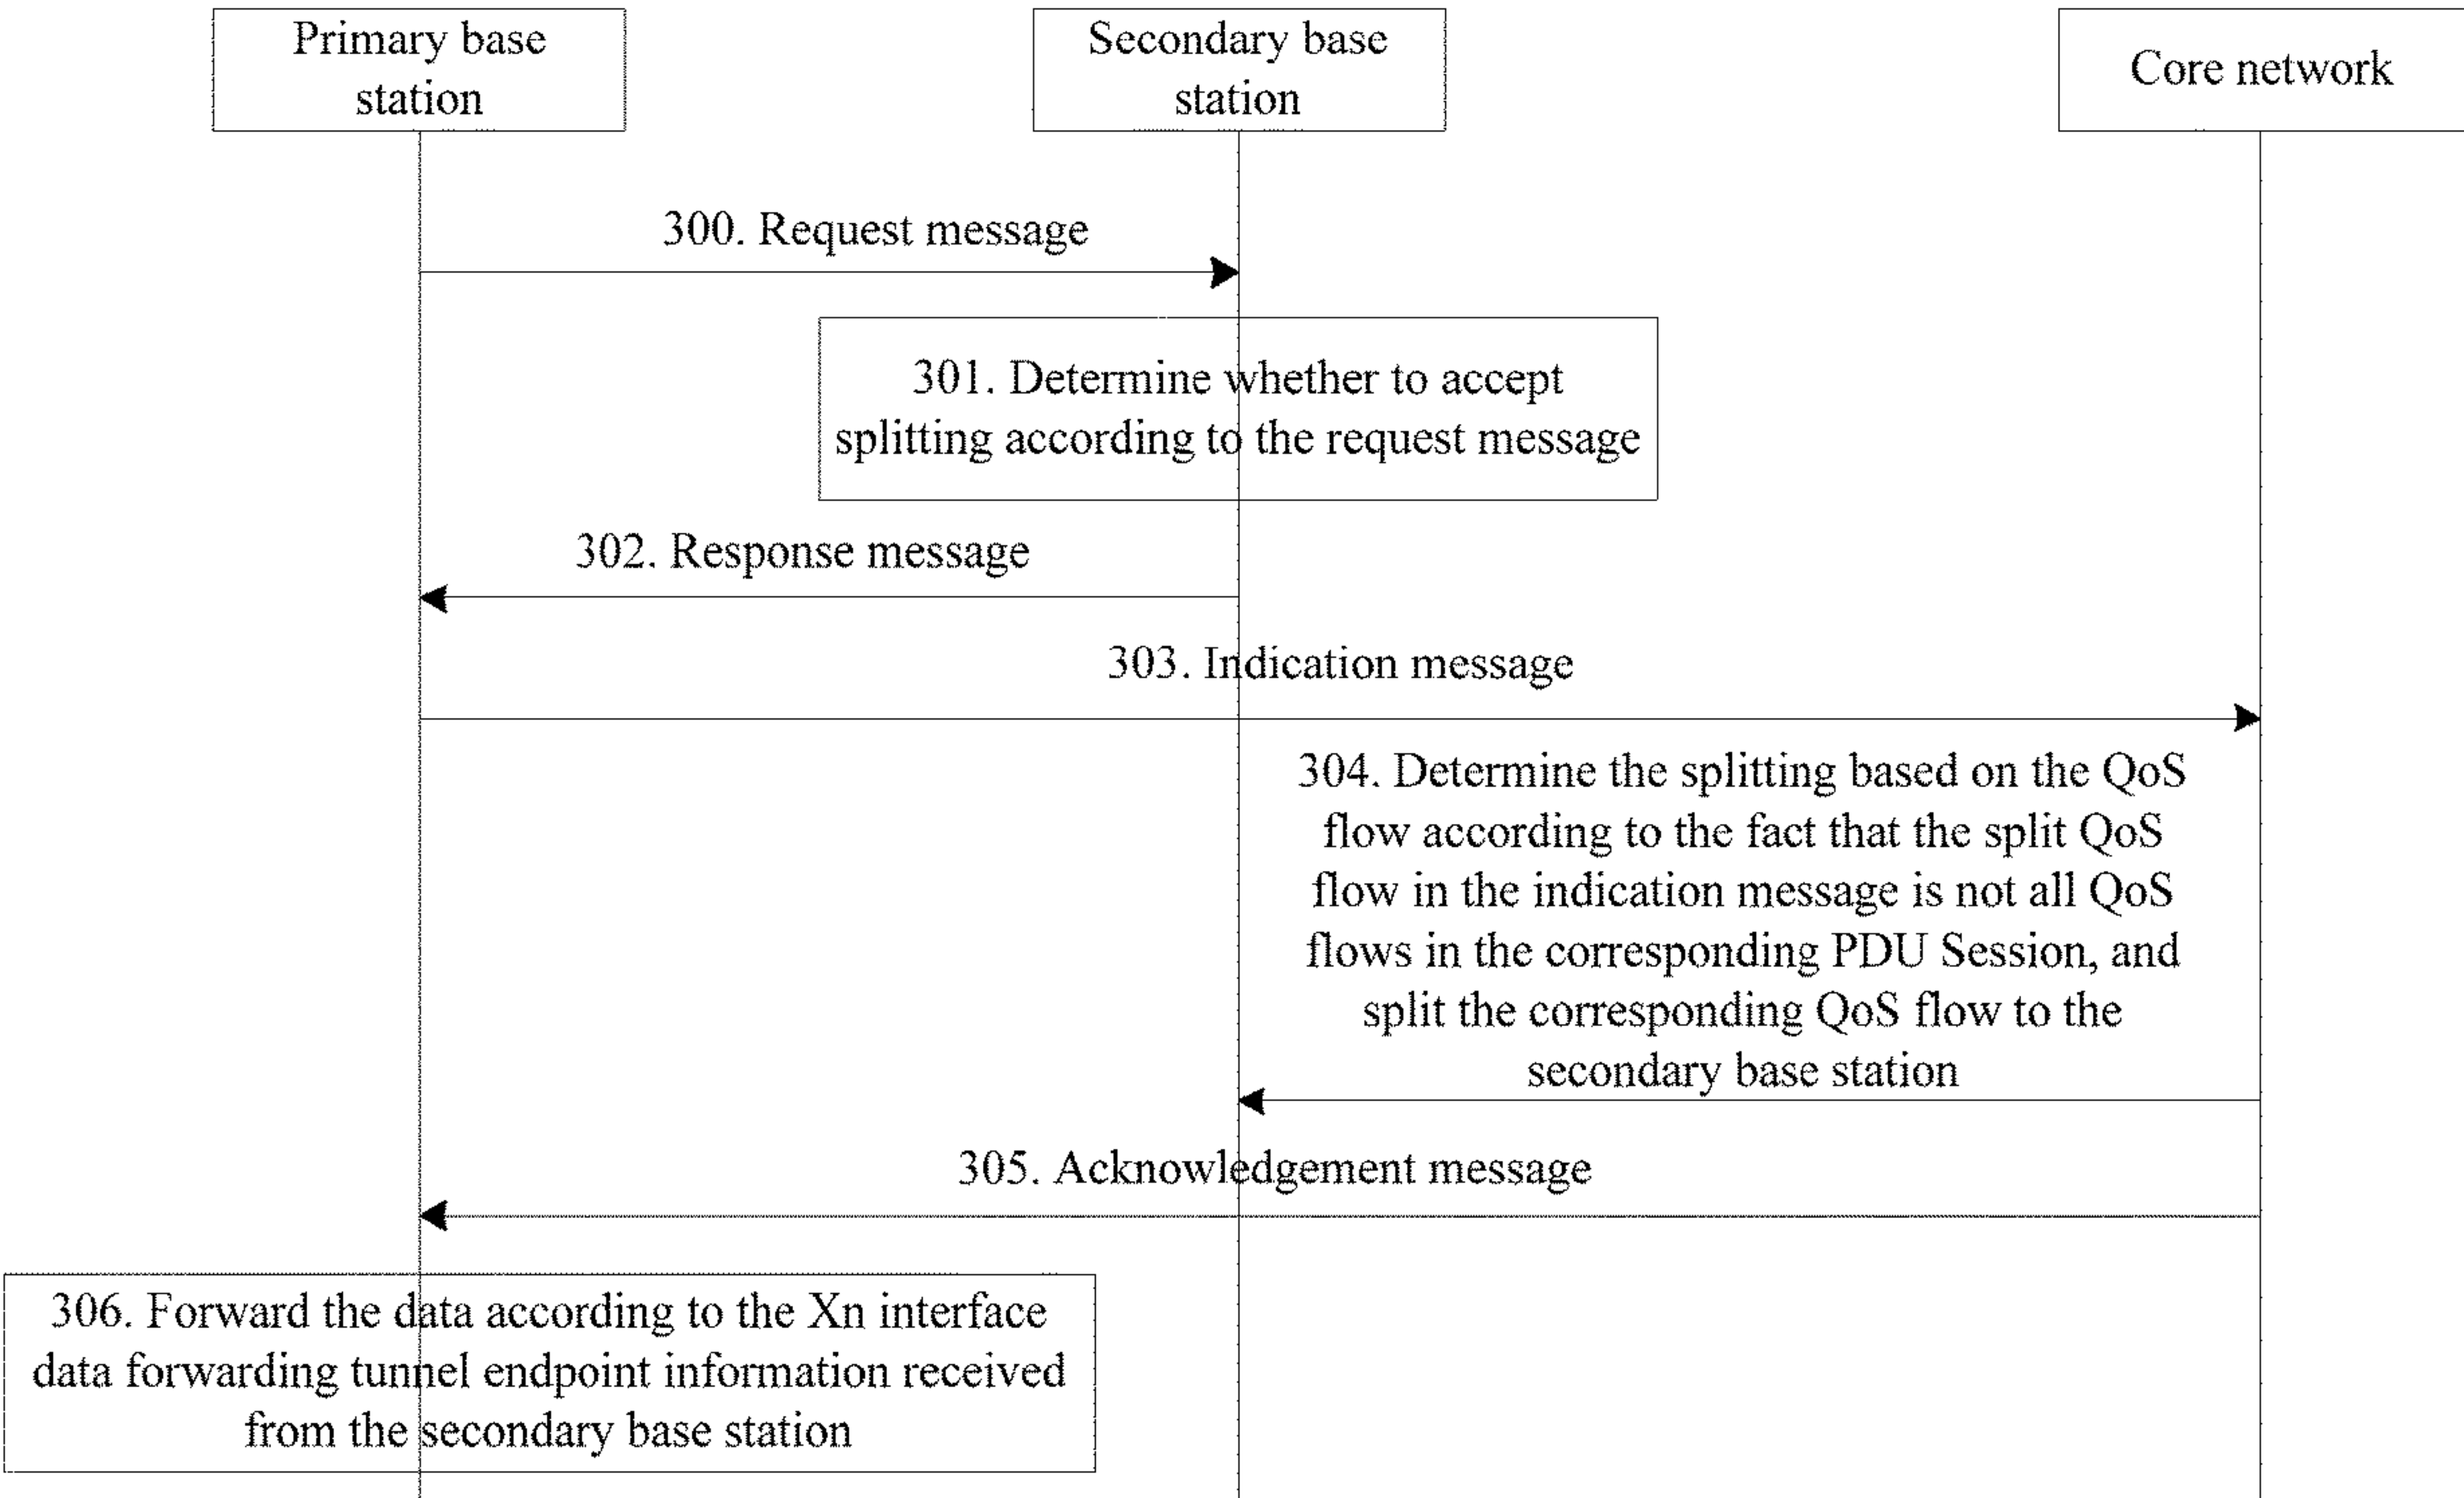 Primary base
station
Secondary base
station
Core network
300. Request message
301. Determine whether to accept
splitting according to the request message
302. Response message
303. Indication message
304. Determine the splitting based on the QoS
flow according to the fact that the split QoS
flow in the indication message is not all QoS
flows in the corresponding PDU Session, and
split the corresponding QoS flow to the
secondary base station
305. Acknowledgement message
306. Forward the data according to the Xn interface
data forwarding tunnel endpoint information received
from the secondary base station